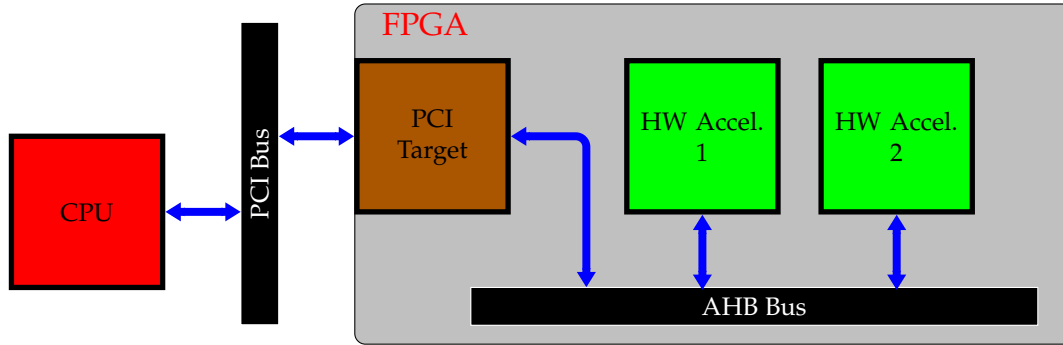 FPGA
CPU
PCI Bus
PCI
Target
HW Accel.
1
HW Accel.
2
AHB Bus